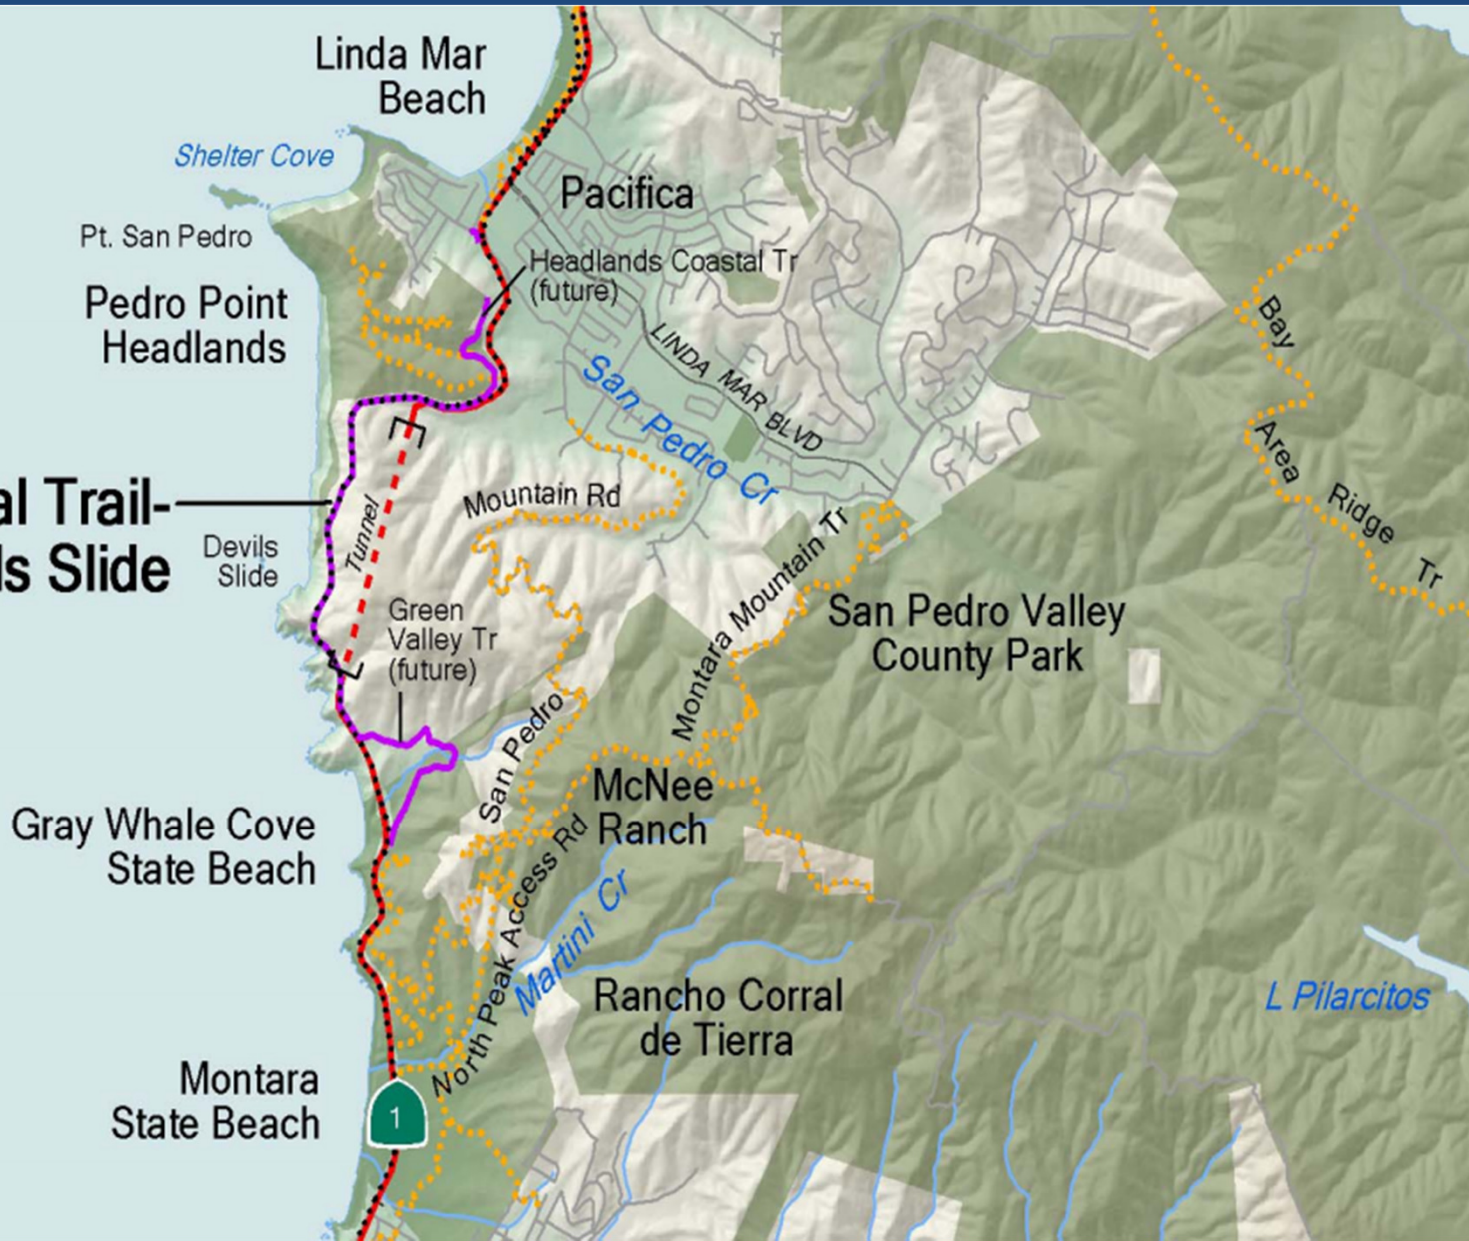 Linda Mar
Beach
Shelter Cove
Pacifica
Pt. San Pedro
Headlands Coastal Tr
(future)
Pedro Point
Headlands
Bay
LINDA MAR BLVD
San Pedro Cr
Area
Ridge
Tr
Mountain Rd
al Trail-
ls Slide
Tunnel
Devils
Slide
Green
Valley Tr
(future)
Montara Mountain Tr
San Pedro Valley
County Park
San Pedro
McNee
Ranch
Gray Whale Cove
State Beach
North Peak Access Rd
Martini Cr
Rancho Corral
de Tierra
L Pilarcitos
Montara
State Beach
1